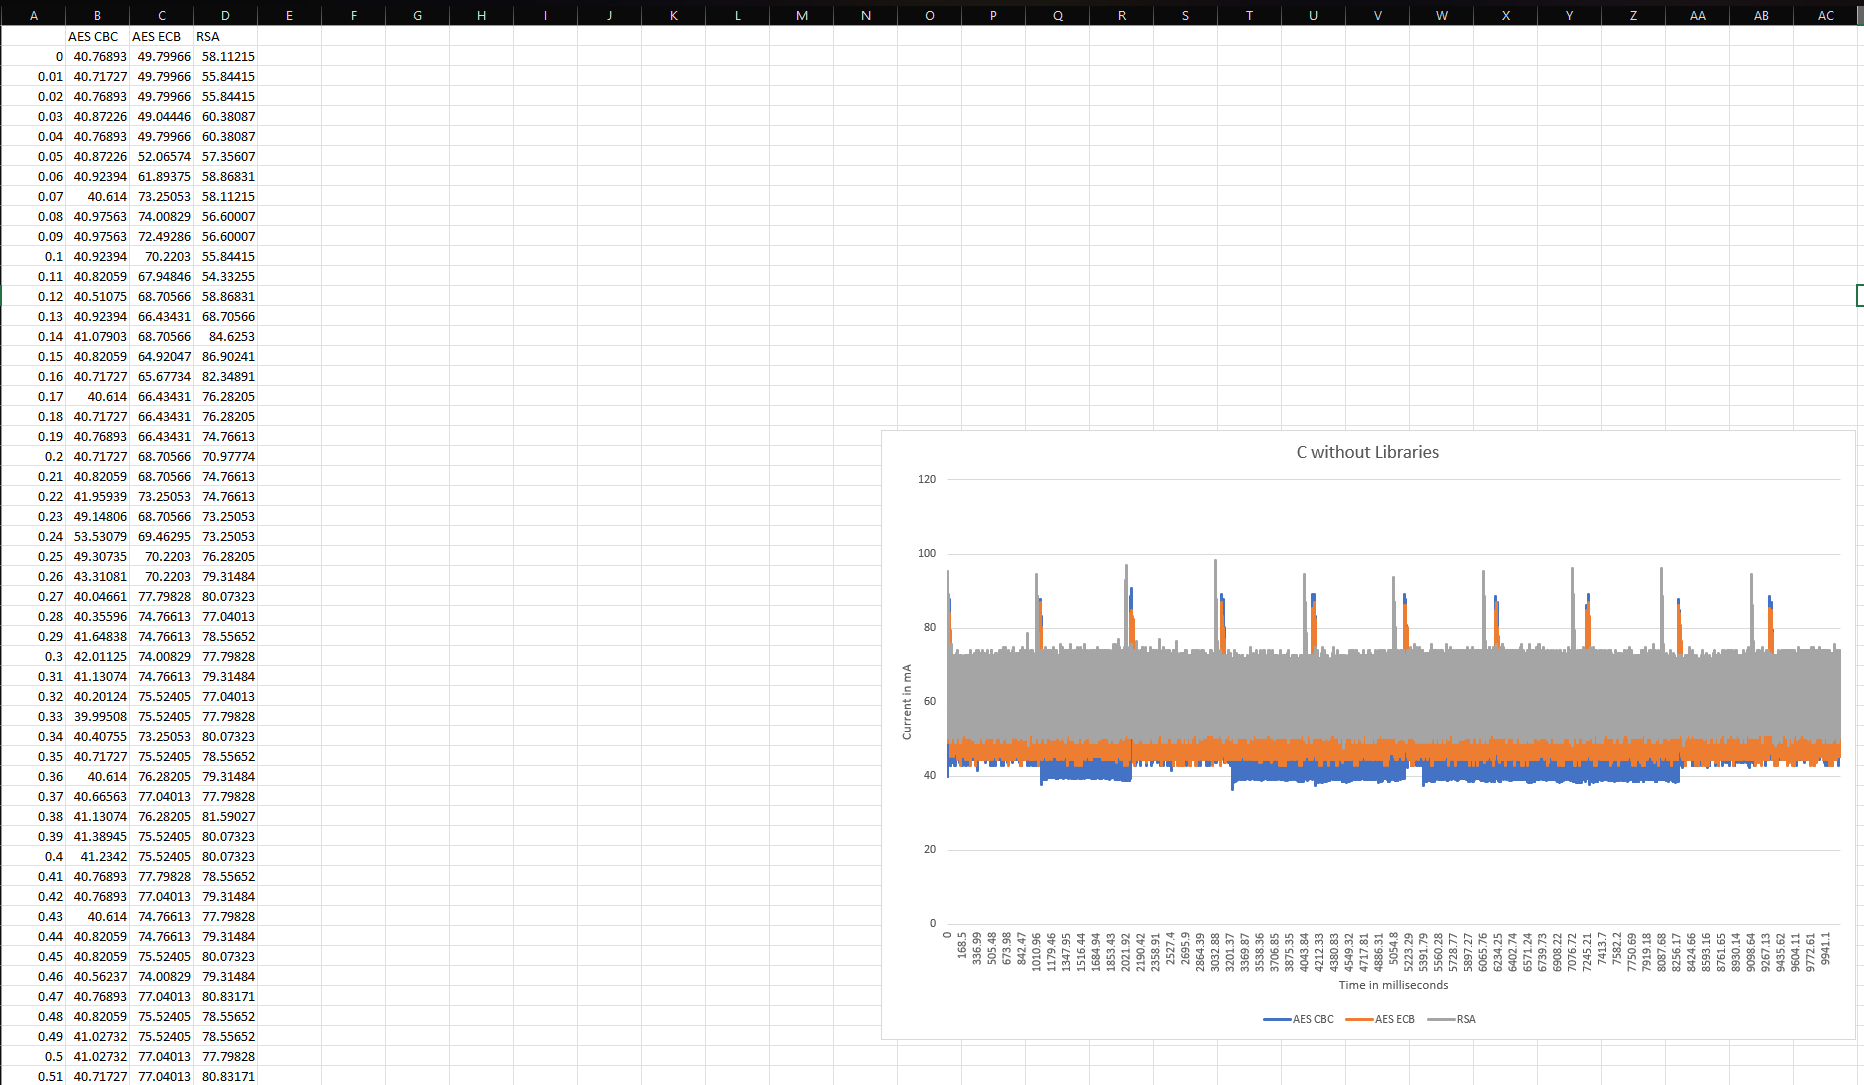 A B C D E F G H I J K L M N O P Q R S T U V W X Y Z AA AB AC
AES CBC AES ECB RSA
0 40.76893 49.79966 58.11215
0.01 40.71727 49.79966 55.84415
0.02 40.76893 49.79966 55.84415
0.03 40.87226 49.04446 60.38087
0.04 40.76893 49.79966 60.38087
0.05 40.87226 52.06574 57.35607
0.06 40.92394 61.89375 58.86831
0.07 40.614 73.25053 58.11215
0.08 40.97563 74.00829 56.60007
0.09 40.97563 72.49286 56.60007
0.1 40.92394 70.2203 55.84415
0.11 40.82059 67.94846 54.33255
0.12 40.51075 68.70566 58.86831
0.13 40.92394 66.43431 68.70566
0.14 41.07903 68.70566 84.6253
0.15 40.82059 64.92047 86.90241
0.16 40.71727 65.67734 82.34891
0.17 40.614 66.43431 76.28205
0.18 40.71727 66.43431 76.28205
0.19 40.76893 66.43431 74.76613
0.2 40.71727 68.70566 70.97774
0.21 40.82059 68.70566 74.76613
0.22 41.95939 73.25053 74.76613
0.23 49.14806 68.70566 73.25053
0.24 53.53079 69.46295 73.25053
0.25 49.30735 70.2203 76.28205
0.26 43.31081 70.2203 79.31484
0.27 40.04661 77.79828 80.07323
0.28 40.35596 74.76613 77.04013
0.29 41.64838 74.76613 78.55652
0.3 42.01125 74.00829 77.79828
0.31 41.13074 74.76613 79.31484
0.32 40.20124 75.52405 77.04013
0.33 39.99508 75.52405 77.79828
0.34 40.40755 73.25053 80.07323
0.35 40.71727 75.52405 78.55652
0.36 40.614 76.28205 79.31484
0.37 40.66563 77.04013 77.79828
0.38 41.13074 76.28205 81.59027
0.39 41.38945 75.52405 80.07323
0.4 41.2342 75.52405 80.07323
0.41 40.76893 77.79828 78.55652
0.42 40.76893 77.04013 79.31484
0.43 40.614 74.76613 77.79828
0.44 40.82059 74.76613 79.31484
0.45 40.82059 75.52405 80.07323
0.46 40.56237 74.00829 79.31484
0.47 40.76893 77.04013 80.83171
0.48 40.82059 75.52405 78.55652
0.49 41.02732 75.52405 78.55652
0.5 41.02732 77.04013 77.79828
0.51 40.71727 77.04013 80.83171
C without Libraries
120
100
80
60
40
20
0
Current in mA
0 168.5 336.99 505.48 673.98 842.47 1010.96 1179.46 1347.95 1516.44 1684.94 1853.43 2021.92 2190.42 2358.91 2527.4 2695.9 2864.39 3032.88 3201.37 3369.87 3538.36 3706.85 3875.35 4043.84 4212.33 4380.83 4549.32 4717.81 4886.31 5054.8 5223.29 5391.79 5560.28 5728.77 5897.27 6065.76 6234.25 6402.74 6571.24 6739.73 6908.22 7076.72 7245.21 7413.7 7582.2 7750.69 7919.18 8087.68 8256.17 8424.66 8593.16 8761.65 8930.14 9098.64 9267.13 9435.62 9604.11 9772.61 9941.1
Time in milliseconds
AES CBC AES ECB RSA